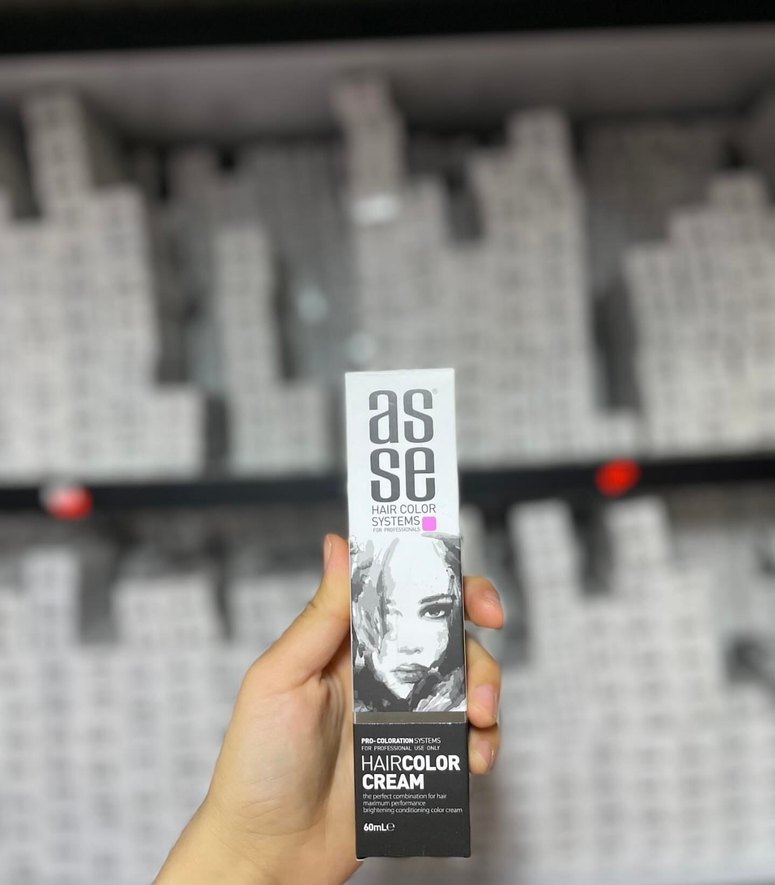 as
se®
HAIR COLOR
SYSTEMS
FOR PROFESSIONALS
PRO-COLORATION SYSTEMS
FOR PROFESSIONAL USE ONLY
HAIRCOLOR
CREAM
the perfect combination for hair
maximum performance
brightening conditioning color cream
60mL℮